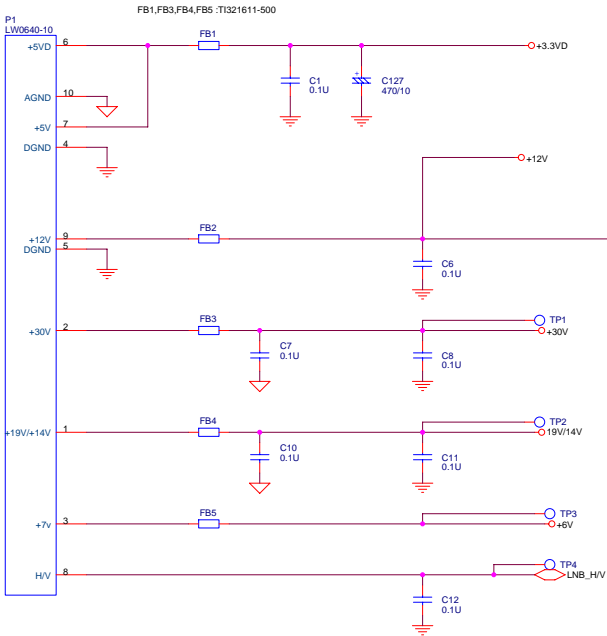 FB1,FB3,FB4,FB5 :TI321611-500
P1
LW0640-10
+5VD 6 FB1 +3.3VD
C1
0.1U
+ C127
470/10
AGND 10
+5V 7
DGND 4
+12V
+12V 9 FB2
DGND 5
C6
0.1U
+30V 2 FB3 TP1
+30V
C7
0.1U
C8
0.1U
+19V/+14V 1 FB4 TP2
19V/14V
C10
0.1U
C11
0.1U
+7v 3 FB5 TP3
+6V
H/V 8 TP4
LNB_H/V
C12
0.1U